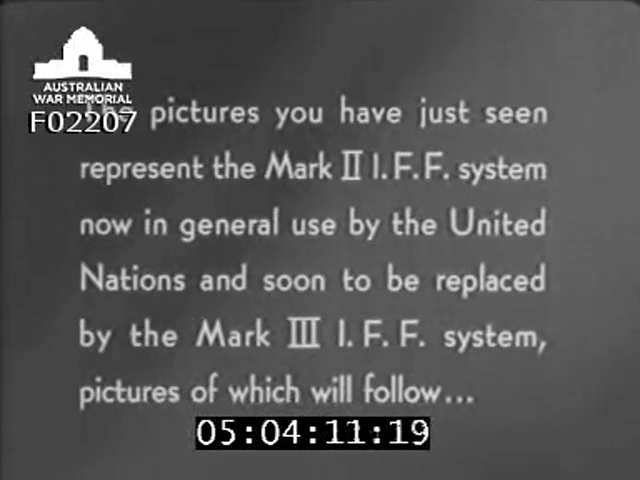 AUSTRALIAN
WAR MEMORIAL
F02207
The pictures you have just seen
represent the Mark II I.F.F. system
now in general use by the United
Nations and soon to be replaced
by the Mark III I.F.F. system,
pictures of which will follow...
05:04:11:19